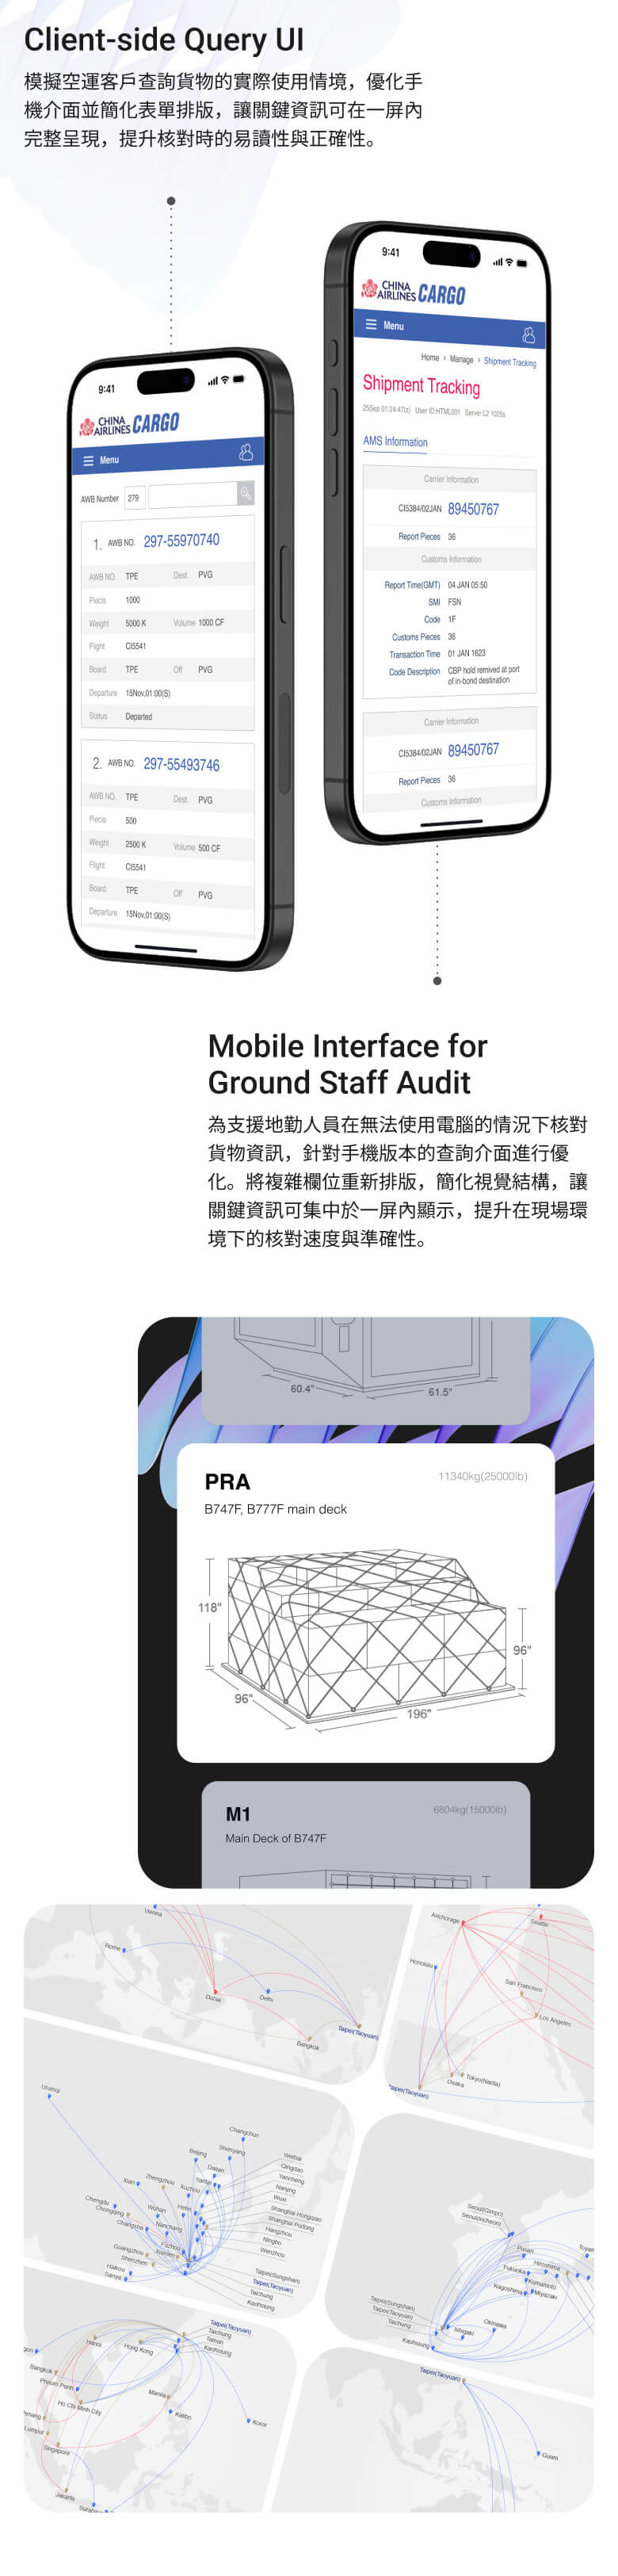 Client-side Query UI
模擬空運客戶查詢貨物的實際使用情境，優化手
機介面並簡化表單排版，讓關鍵資訊可在一屏內
完整呈現，提升核對時的易讀性與正確性。
9:41
CHINA AIRLINES CARGO
Menu
Home > Manage > Shipment Tracking
Shipment Tracking
25Sep 01:24:47(z) User ID:HTML001 Server:L2 1025s
AMS Information
Carrier Information
CI5384/02JAN 89450767
Report Pieces 36
Customs Information
Report Time(GMT) 04 JAN 05:50
SMI FSN
Code 1F
Customs Pieces 36
Transaction Time 01 JAN 1623
Code Description CBP hold remived at port
of in-bond destination
Carrier Information
CI5384/02JAN 89450767
Report Pieces 36
Customs Information
9:41
CHINA AIRLINES CARGO
Menu
AWB Number 279
1. AWB NO. 297-55970740
AWB NO. TPE Dest. PVG
Piecis 1000
Weight 5000 K Volume 1000 CF
Flight CI5541
Board TPE Off PVG
Departure 15Nov,01:00(S)
Status Departed
2. AWB NO. 297-55493746
AWB NO. TPE Dest. PVG
Piecis 500
Weight 2500 K Volume 500 CF
Flight CI5541
Board TPE Off PVG
Departure 15Nov,01:00(S)
Mobile Interface for
Ground Staff Audit
為支援地勤人員在無法使用電腦的情況下核對
貨物資訊，針對手機版本的查詢介面進行優
化。將複雜欄位重新排版，簡化視覺結構，讓
關鍵資訊可集中於一屏內顯示，提升在現場環
境下的核對速度與準確性。
60.4"
61.5"
PRA
11340kg(25000lb)
B747F, B777F main deck
118"
96"
96"
196"
M1
6804kg(15000lb)
Main Deck of B747F
Vienna
Rome
Dubai
Delhi
Bangkok
Taipei(Taoyuan)
Anchorage
Seattle
Honolulu
San Francisco
Los Angeles
Tokyo(Narita)
Osaka
Taipei(Taoyuan)
Urumqi
Changchun
Shenyang
Beijing
Dalian
Yantai
Weihai
Qingdao
Yancheng
Nanjing
Wuxi
Shanghai Hongqiao
Shanghai Pudong
Hangzhou
Ningbo
Wenzhou
Xian
Zhengzhou
Xuzhou
Hefei
Chengdu
Chongqing
Wuhan
Changsha
Nanchang
Fuzhou
Xiamen
Guangzhou
Shenzhen
Haikou
Sanya
Taipei(Sungshan)
Taipei(Taoyuan)
Taichung
Kaohsiung
Seoul(Gimpo)
Seoul(Incheon)
Pusan
Hiroshima
Fukuoka
Kumamoto
Kagoshima
Miyazaki
Okinawa
Ishigaki
Taipei(Sungshan)
Taipei(Taoyuan)
Taichung
Kaohsiung
Taipei(Taoyuan)
Taichung
Tainan
Kaohsiung
Hanoi
Hong Kong
Bangkok
Phnom Penh
Ho Chi Minh City
Manila
Kalibo
Koror
Singapore
Jakarta
Taipei(Taoyuan)
Guam